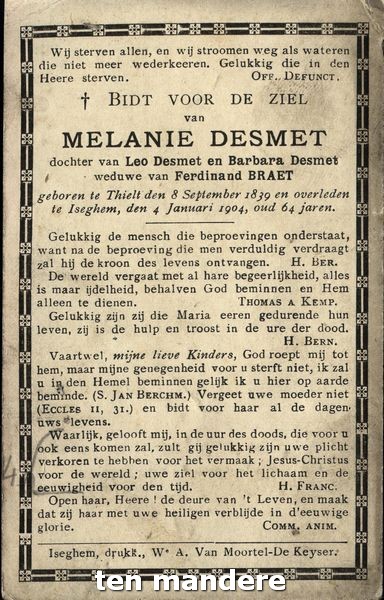 Wij sterven allen, en wij stroomen weg als wateren
die niet meer wederkeeren. Gelukkig die in den
Heere sterven. OFF. DEFUNCT.
† BIDT VOOR DE ZIEL
van
MELANIE DESMET
dochter van Leo Desmet en Barbara Desmet
weduwe van Ferdinand BRAET
geboren te Thielt den 8 September 1839 en overleden
te Iseghem, den 4 Januari 1904, oud 64 jaren.
Gelukkig de mensch die beproevingen onderstaat,
want na de beproeving die men verduldig verdraagt
zal hij de kroon des levens ontvangen. H. BER.
De wereld vergaat met al hare begeerlijkheid, alles
is maar ijdelheid, behalven God beminnen en Hem
alleen te dienen. THOMAS A KEMP.
Gelukkig zijn zij die Maria eeren gedurende hun
leven, zij is de hulp en troost in de ure der dood.
H. BERN.
Vaartwel, mijne lieve Kinders, God roept mij tot
hem, maar mijne genegenheid voor u sterft niet, ik zal
u in den Hemel beminnen gelijk ik u hier op aarde
beminde. (S. JAN BERCHM.) Vergeet uwe moeder niet
(ECCLES 11, 31.) en bidt voor haar al de dagen
uws levens.
Waarlijk, gelooft mij, in de uur des doods, die voor u
ook eens komen zal, zult gij gelukkig zijn uwe plicht
verkoren te hebben voor het vermaak; Jesus-Christus
voor de wereld; uwe ziel voor het lichaam en de
eeuwigheid voor den tijd. H. FRANC.
Open haar, Heere! de deure van 't Leven, en maak
dat zij haar met uwe heiligen verblijde in d'eeuwige
glorie. COMM. ANIM.
Iseghem, drukk., We A. Van Moortel-De Keyser.
ten mandere